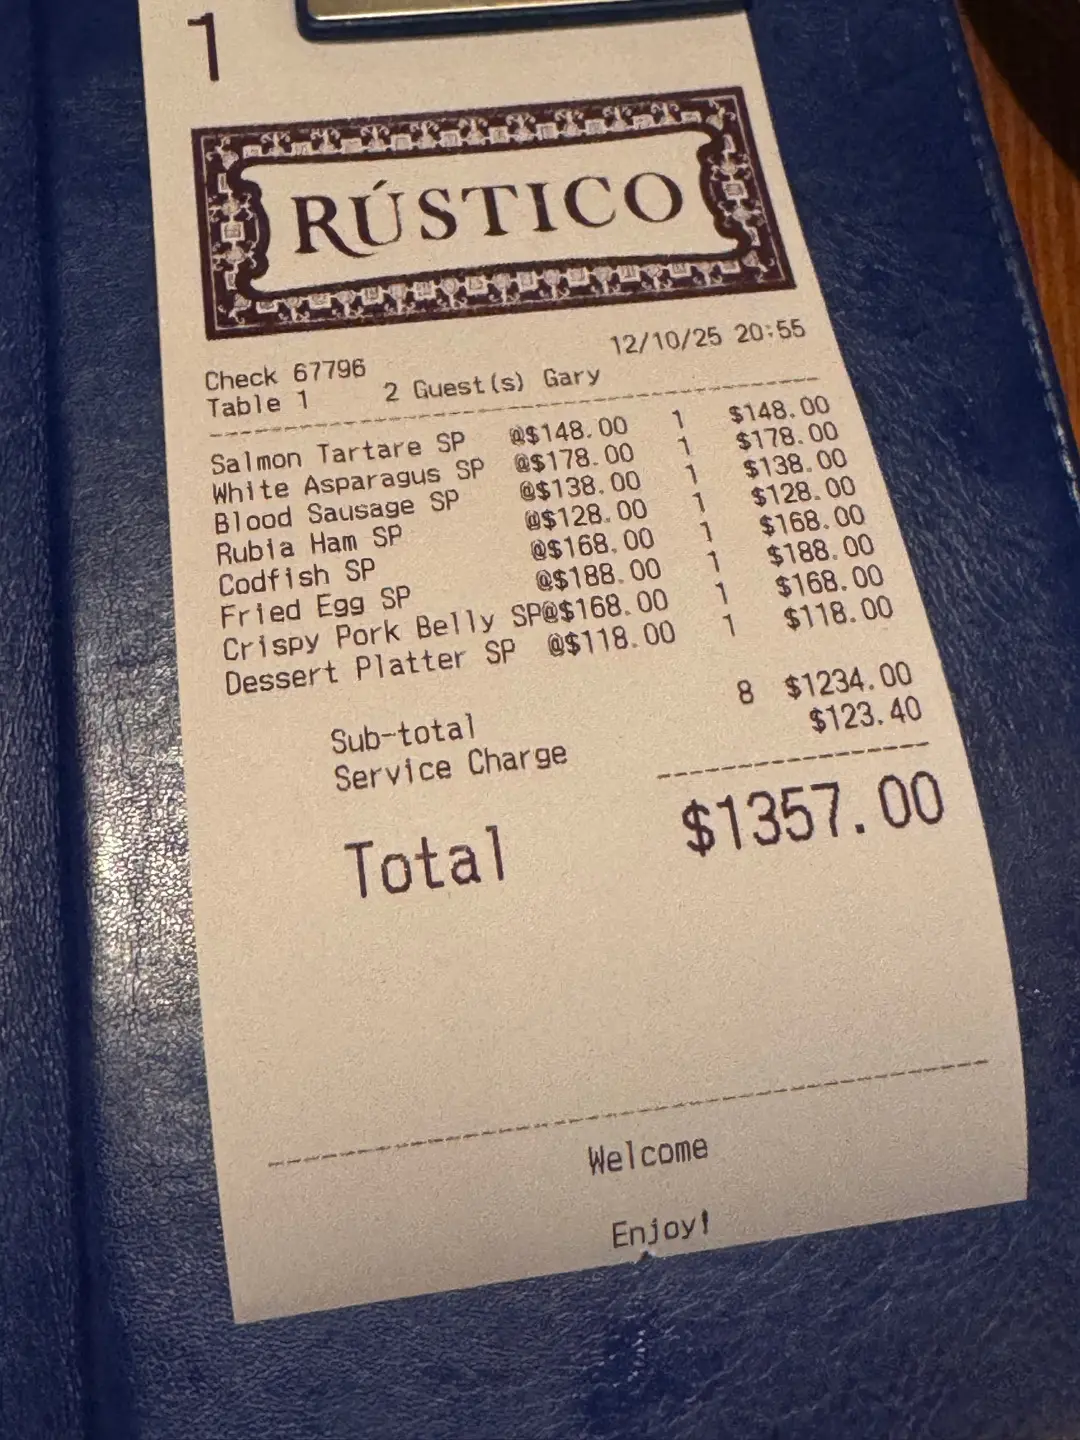 1
RÚSTICO
12/10/25 20:55
Check 67796
Table 1 2 Guest(s) Gary
Salmon Tartare SP @$148.00 1 $148.00
White Asparagus SP @$178.00 1 $178.00
Blood Sausage SP @$138.00 1 $138.00
Rubia Ham SP @$128.00 1 $128.00
Codfish SP @$168.00 1 $168.00
Fried Egg SP @$188.00 1 $188.00
Crispy Pork Belly SP@$168.00 1 $168.00
Dessert Platter SP @$118.00 1 $118.00
Sub-total 8 $1234.00
Service Charge $123.40
Total $1357.00
Welcome
Enjoy!